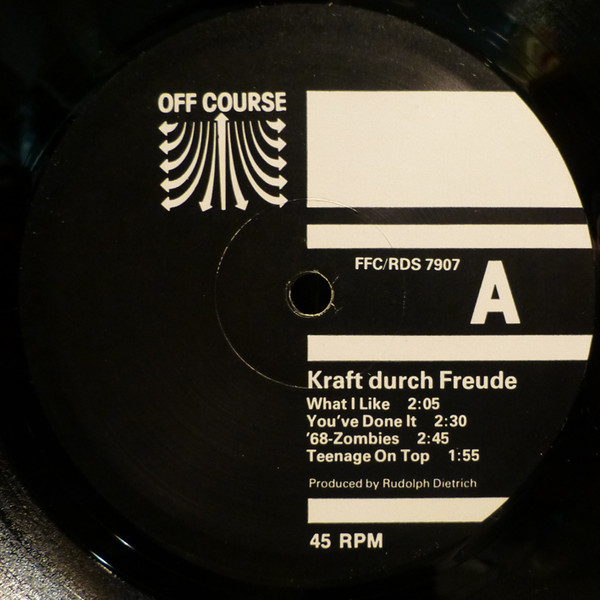 OFF COURSE
FFC/RDS 7907
A
Kraft durch Freude
What I Like 2:05
You've Done It 2:30
'68-Zombies 2:45
Teenage On Top 1:55
Produced by Rudolph Dietrich
45 RPM